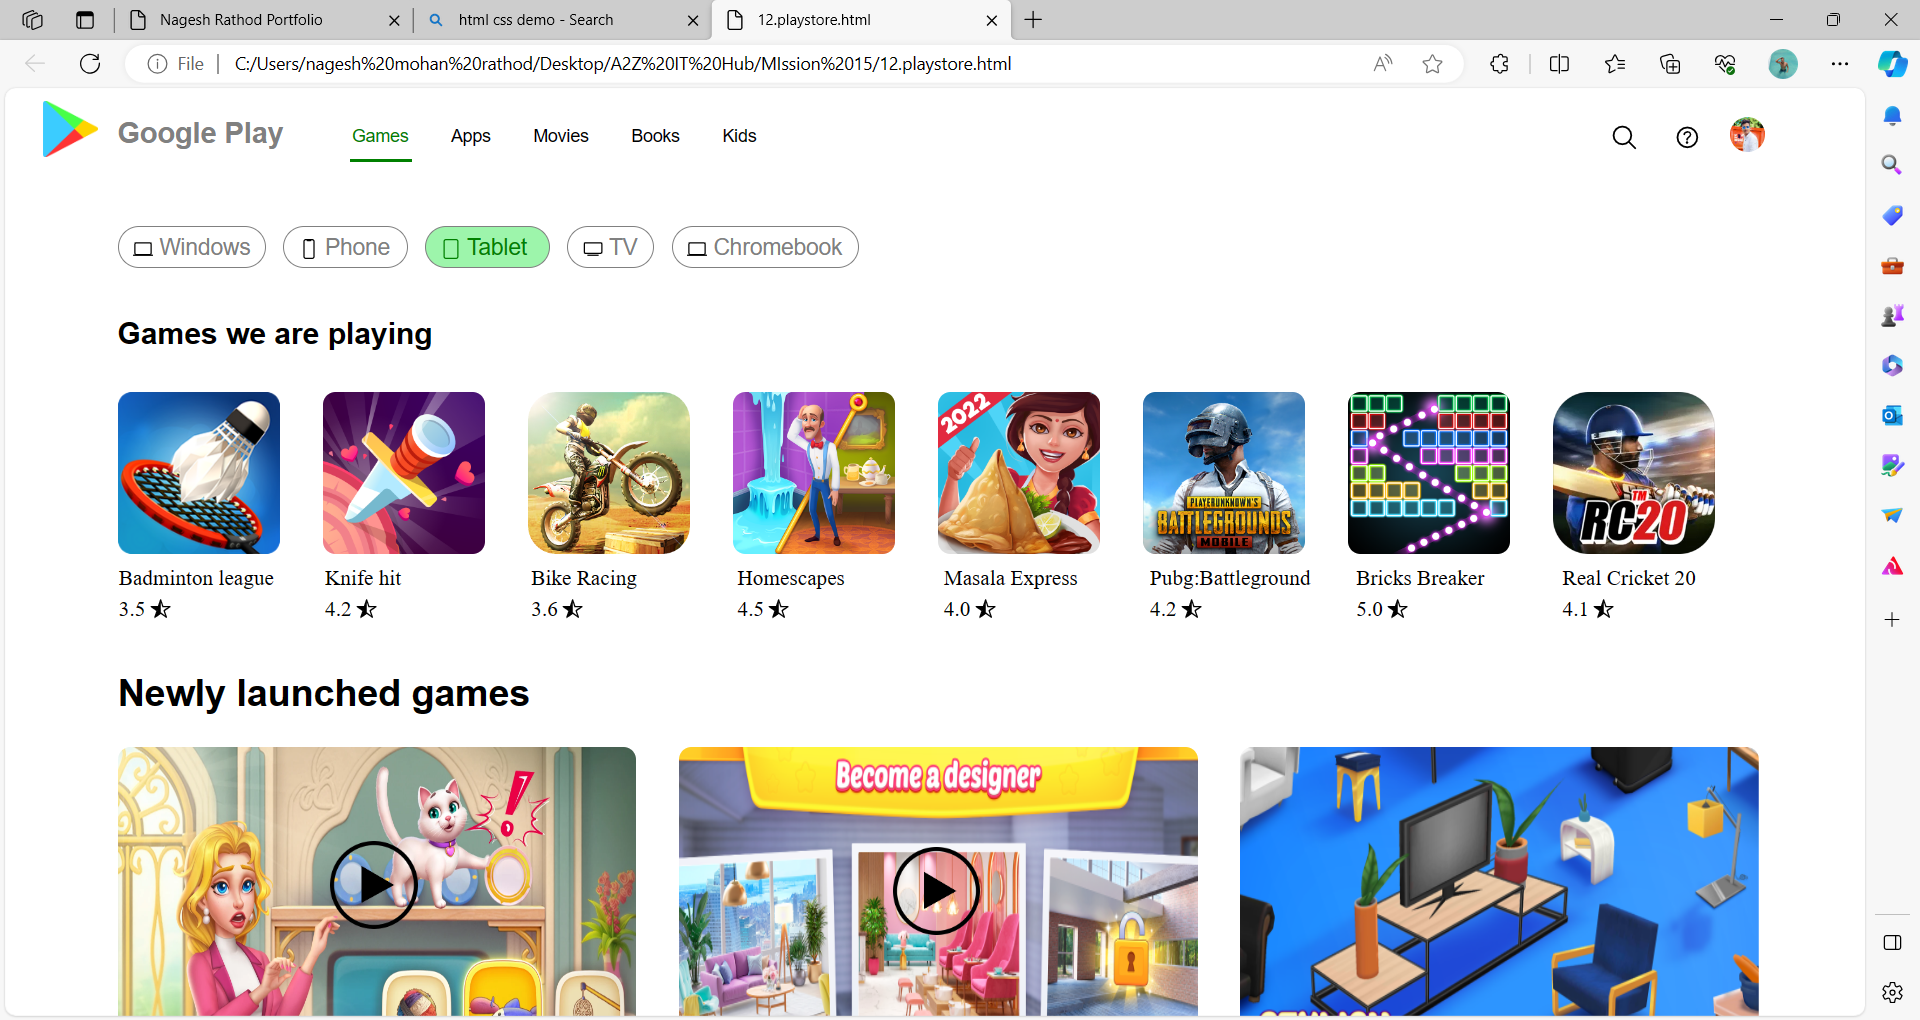 Nagesh Rathod Portfolio
html css demo - Search
12.playstore.html
File
C:/Users/nagesh%20mohan%20rathod/Desktop/A2Z%20IT%20Hub/MIssion%2015/12.playstore.html
Google Play
Games
Apps
Movies
Books
Kids
Windows
Phone
Tablet
TV
Chromebook
Games we are playing
2022
PLAYERUNKNOWN'S
BATTLEGROUNDS
MOBILE
TM
RC20
Badminton league
Knife hit
Bike Racing
Homescapes
Masala Express
Pubg:Battleground
Bricks Breaker
Real Cricket 20
3.5
4.2
3.6
4.5
4.0
4.2
5.0
4.1
Newly launched games
!
Become a designer